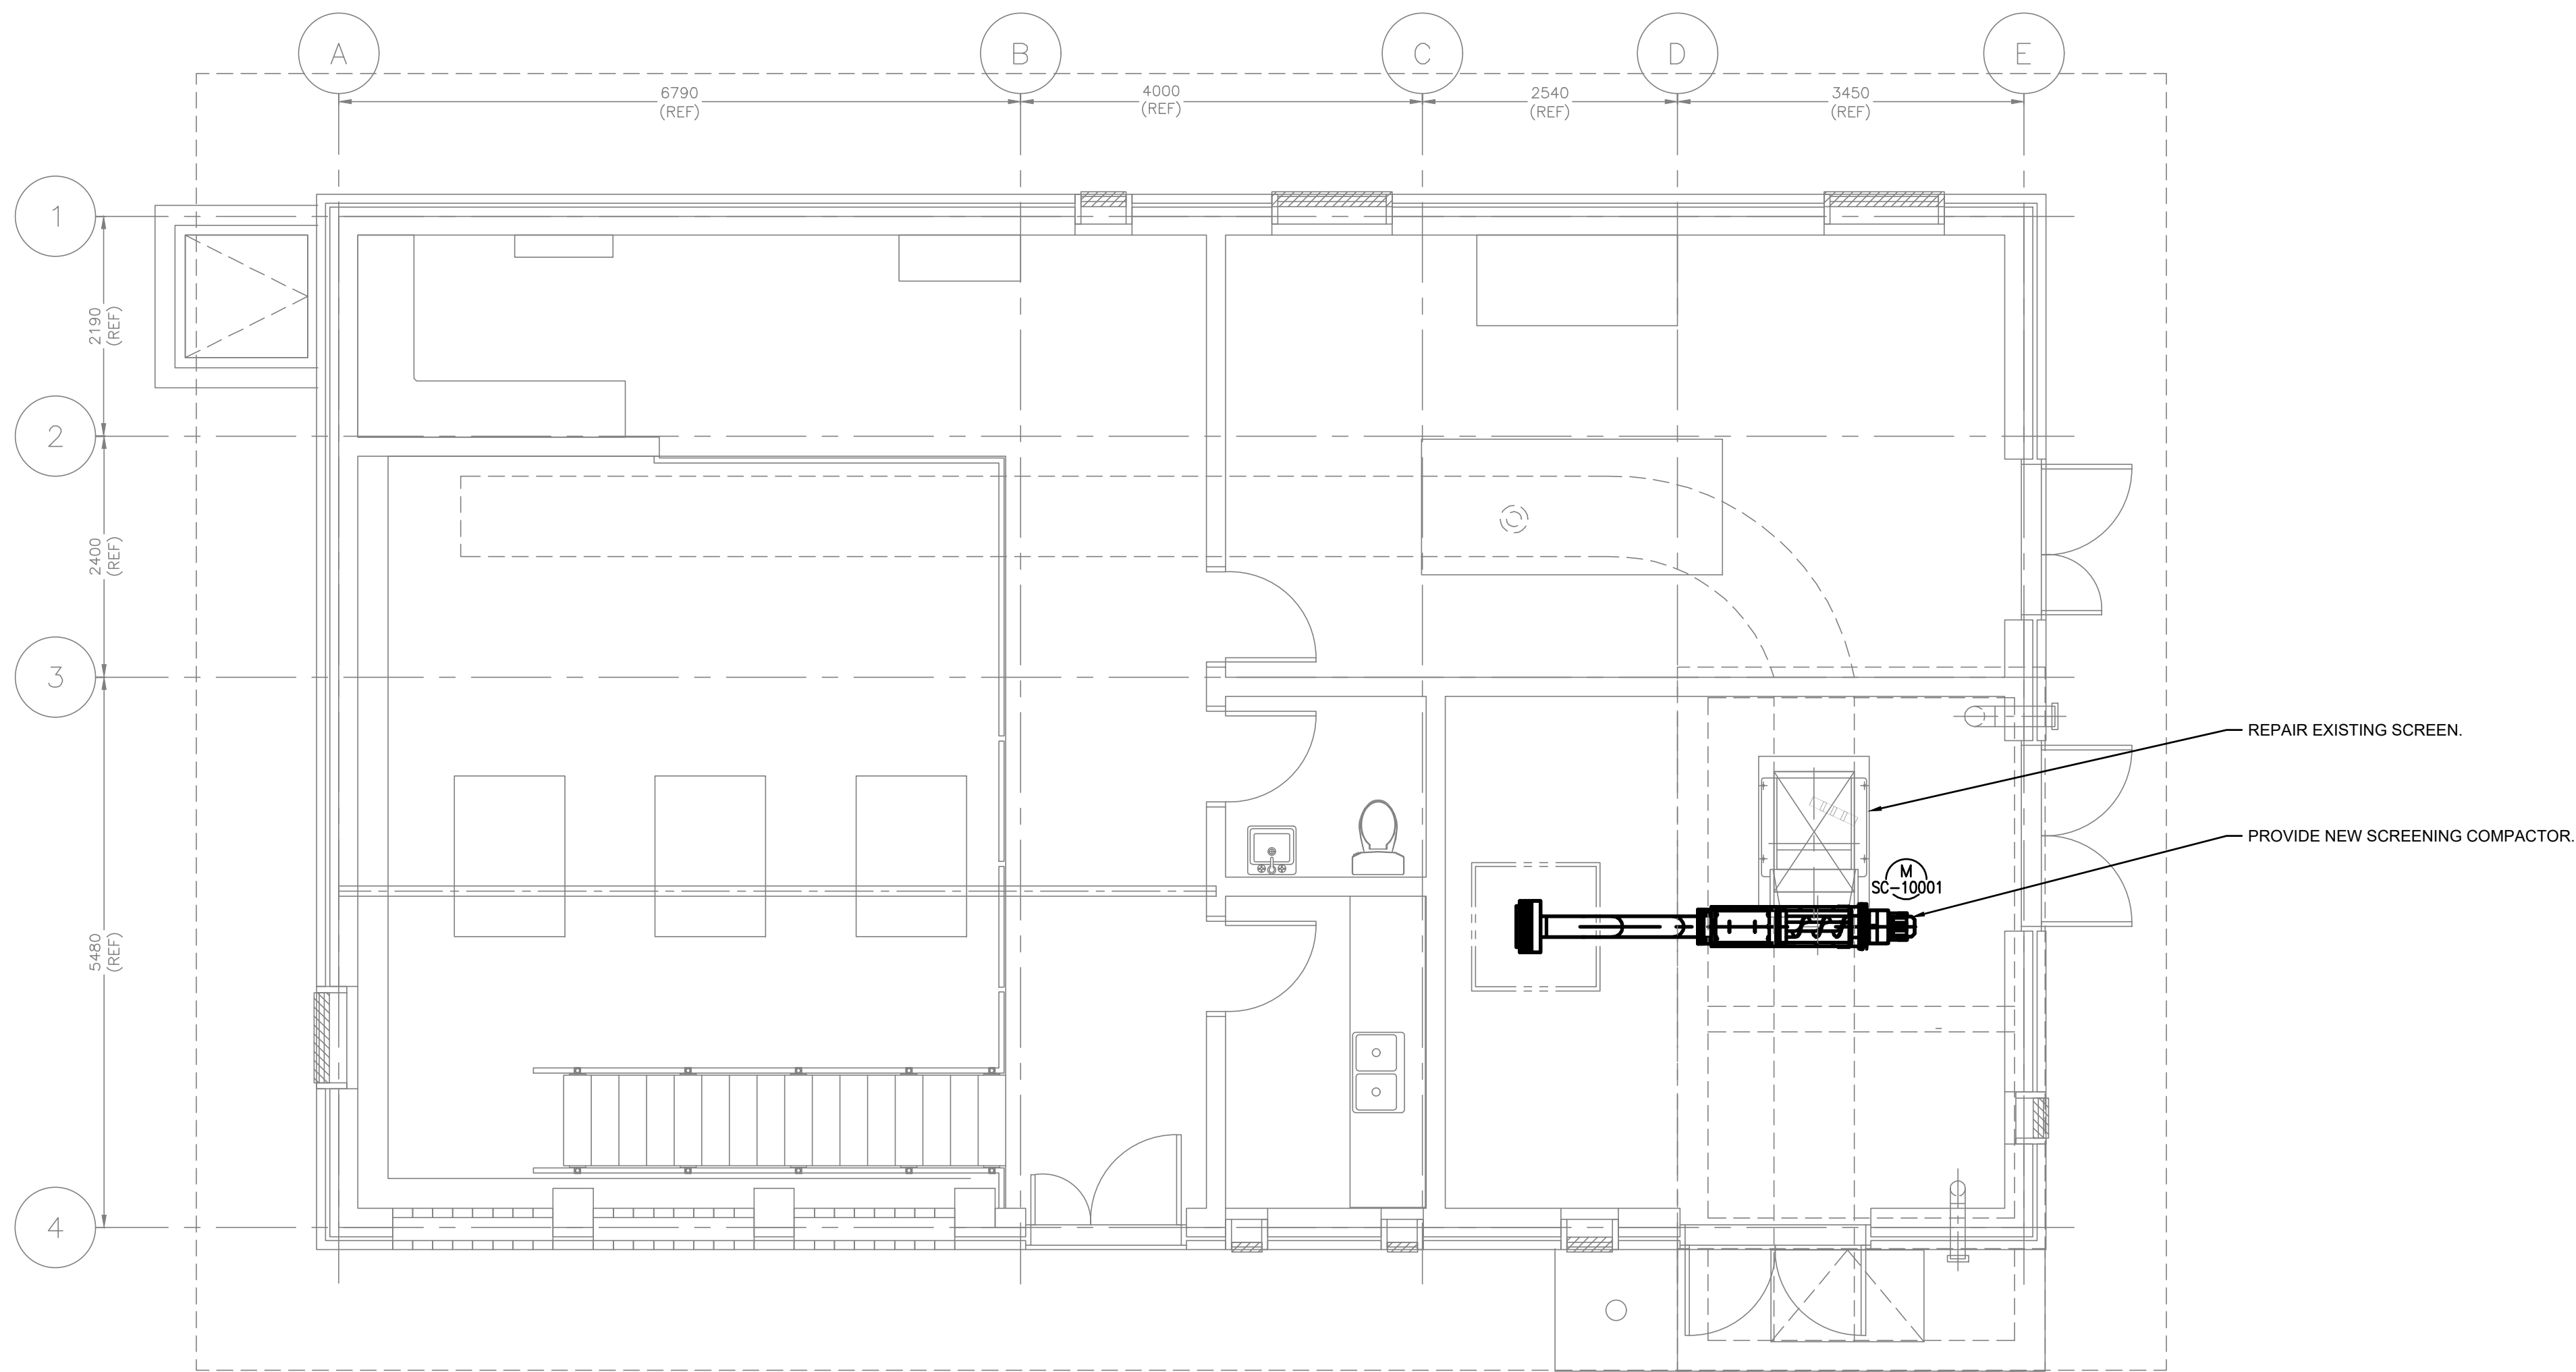 A
B
C
D
E
6790
(REF)
4000
(REF)
2540
(REF)
3450
(REF)
1
2190
(REF)
2
2400
(REF)
3
REPAIR EXISTING SCREEN.
PROVIDE NEW SCREENING COMPACTOR.
M
SC-10001
5480
(REF)
4